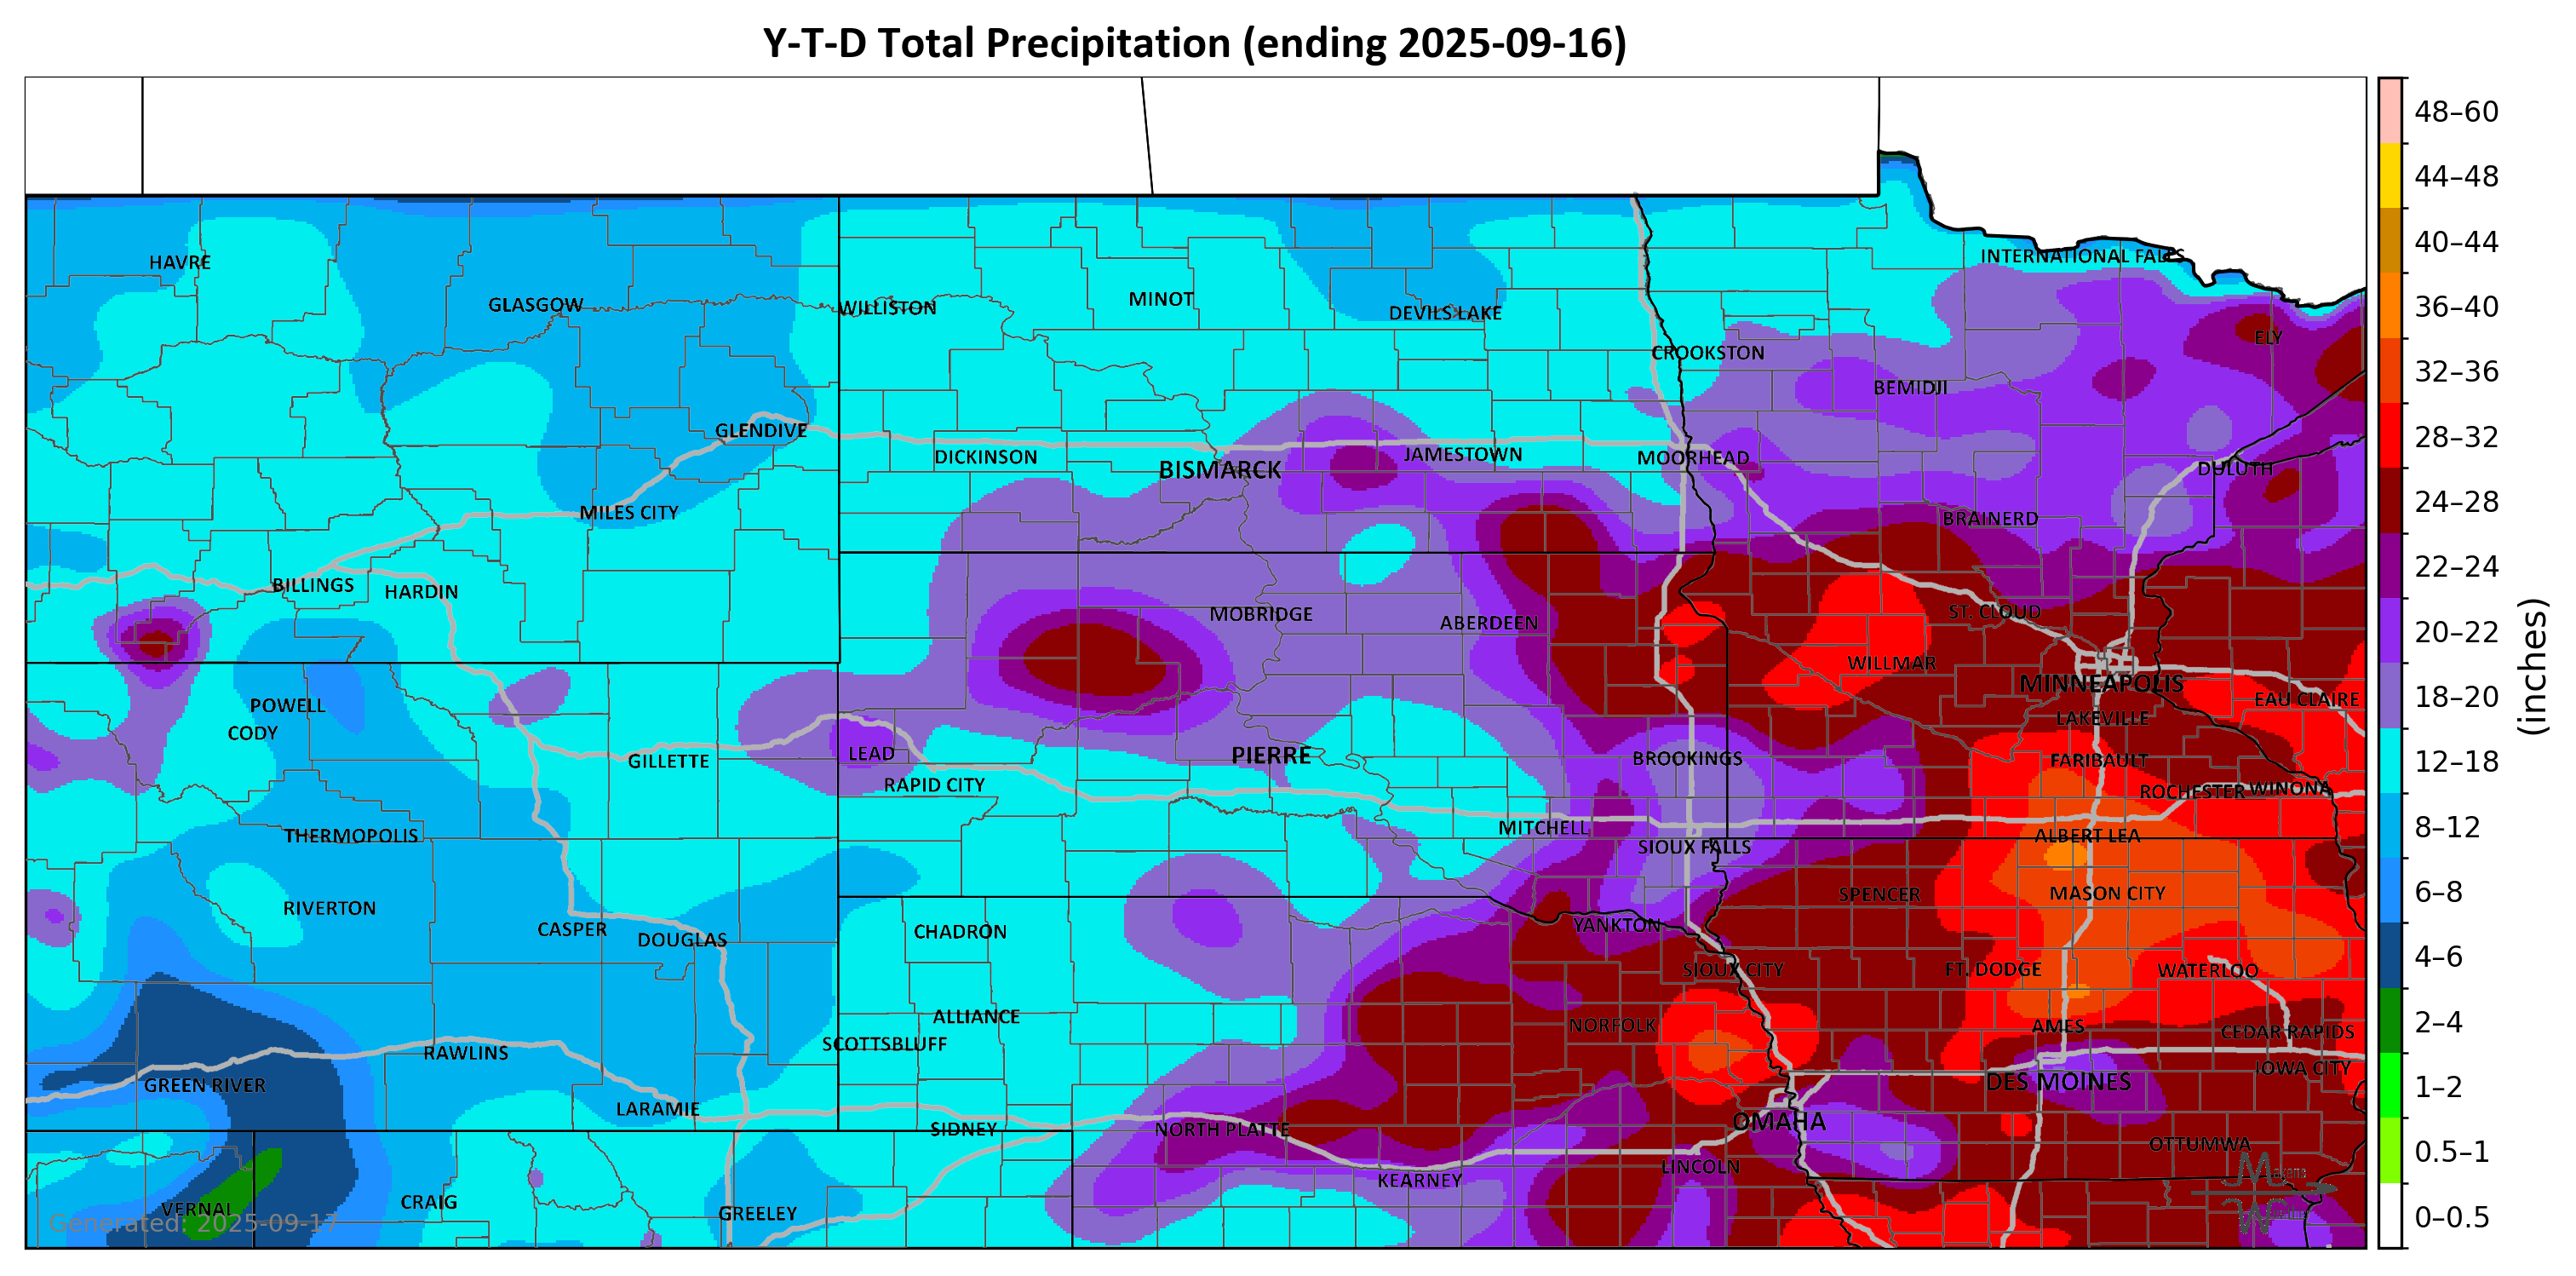 Y-T-D Total Precipitation (ending 2025-09-16)
48–60
44–48
40–44
36–40
32–36
28–32
24–28
22–24
20–22
18–20
12–18
8–12
6–8
4–6
2–4
1–2
0.5–1
0–0.5
(inches)
HAVRE
INTERNATIONAL FALLS
GLASGOW
WILLISTON
MINOT
DEVILS LAKE
ELY
CROOKSTON
BEMIDJI
GLENDIVE
DICKINSON
BISMARCK
JAMESTOWN
MOORHEAD
DULUTH
MILES CITY
BRAINERD
BILLINGS
HARDIN
MOBRIDGE
ABERDEEN
ST. CLOUD
WILLMAR
MINNEAPOLIS
EAU CLAIRE
POWELL
CODY
LAKEVILLE
GILLETTE
LEAD
PIERRE
BROOKINGS
FARIBAULT
RAPID CITY
ROCHESTER
WINONA
THERMOPOLIS
MITCHELL
SIOUX FALLS
ALBERT LEA
RIVERTON
SPENCER
MASON CITY
CASPER
DOUGLAS
CHADRON
YANKTON
SIOUX CITY
FT. DODGE
WATERLOO
ALLIANCE
NORFOLK
AMES
CEDAR RAPIDS
SCOTTSBLUFF
RAWLINS
IOWA CITY
GREEN RIVER
DES MOINES
LARAMIE
SIDNEY
NORTH PLATTE
OMAHA
OTTUMWA
LINCOLN
KEARNEY
VERNAL
CRAIG
GREELEY
Generated: 2025-09-17